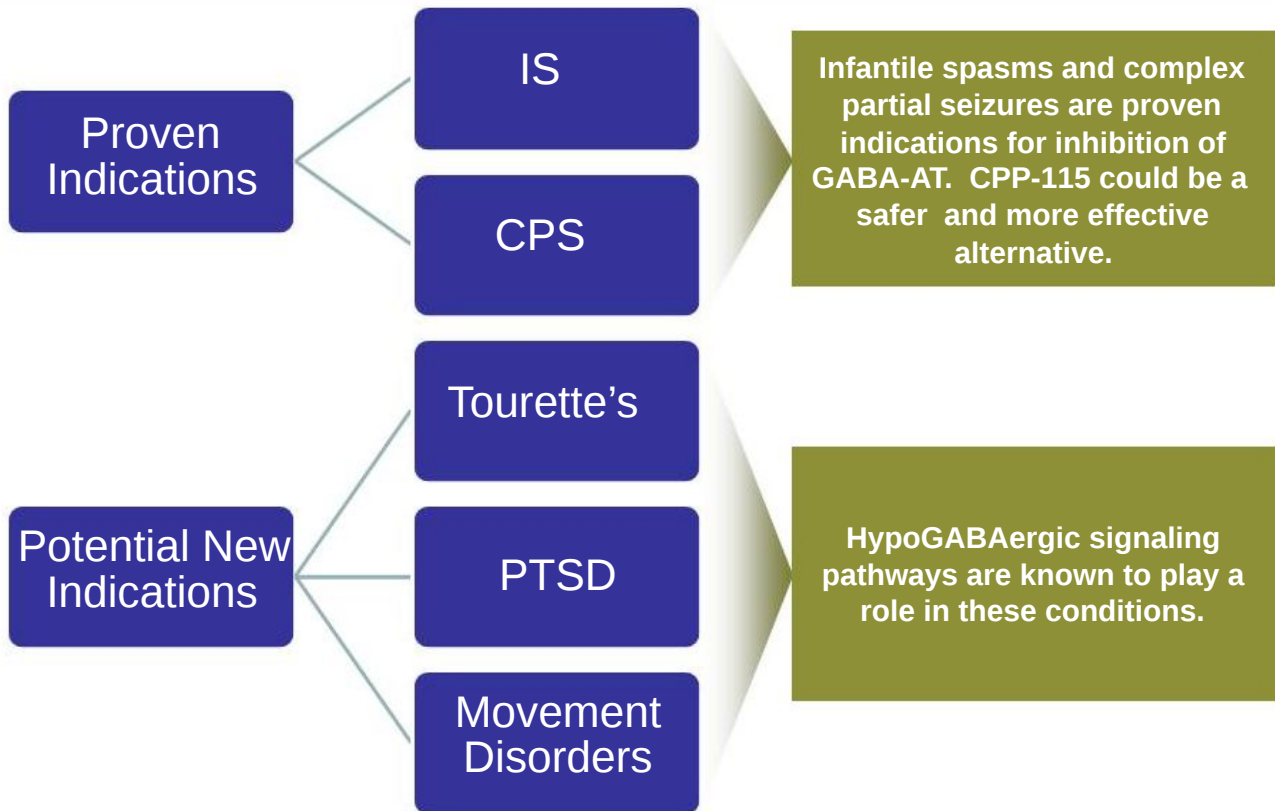 Proven
Indications
IS
CPS
Infantile spasms and complex
partial seizures are proven
indications for inhibition of
GABA-AT. CPP-115 could be a
safer and more effective
alternative.
Potential New
Indications
Tourette’s
PTSD
Movement
Disorders
HypoGABAergic signaling
pathways are known to play a
role in these conditions.